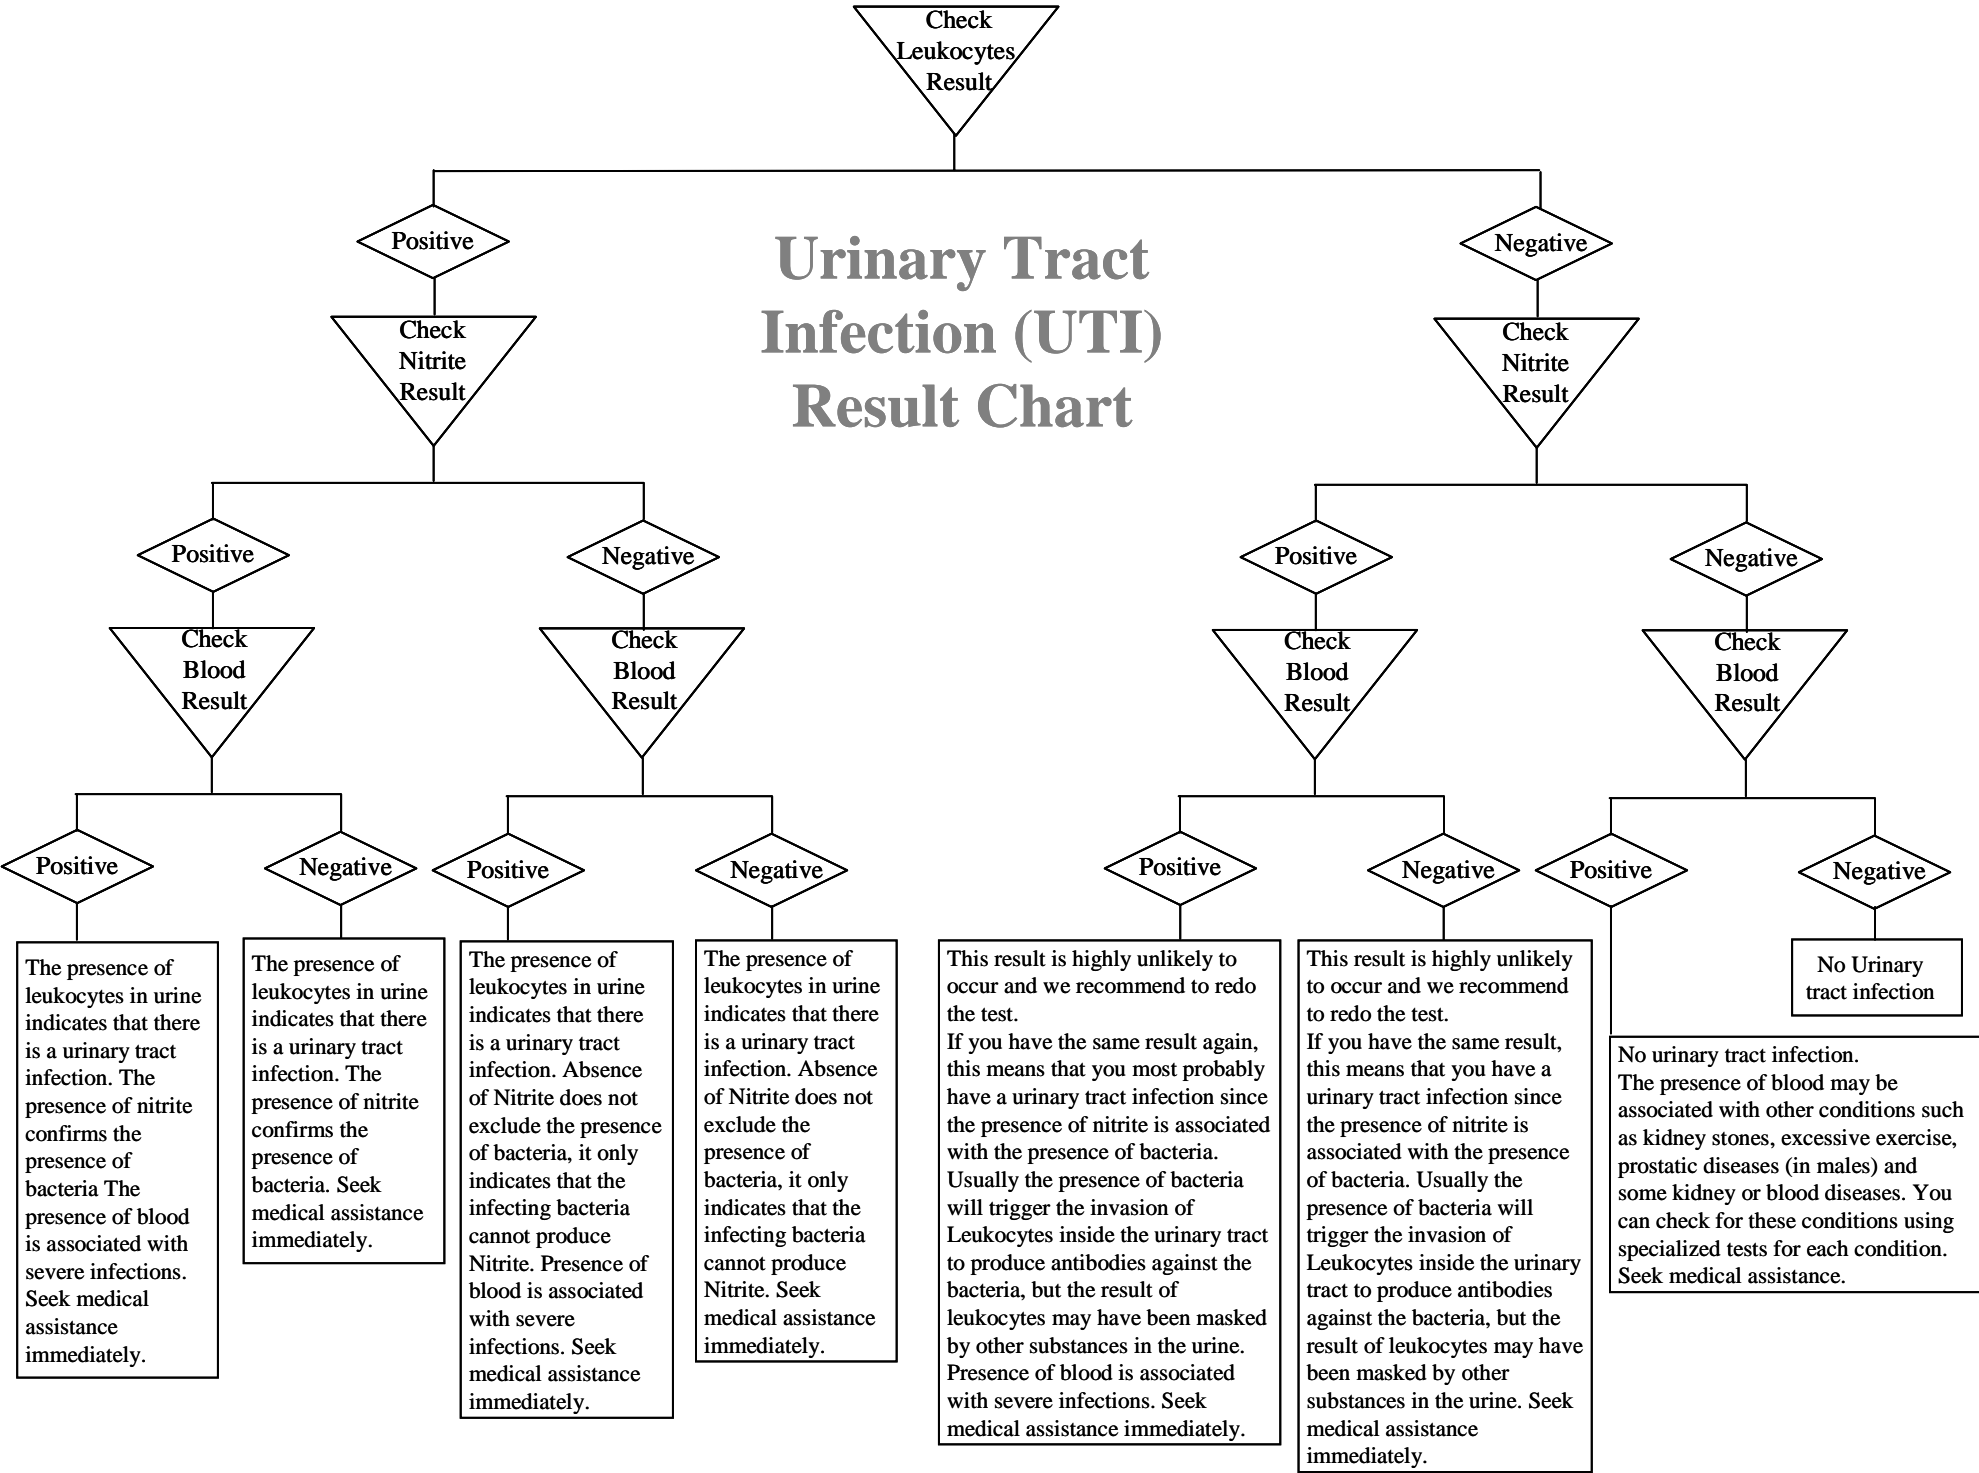 Check
Leukocytes
Result
Positive
Negative
Urinary Tract
Infection (UTI)
Result Chart
Check
Nitrite
Result
Check
Nitrite
Result
Positive
Negative
Positive
Negative
Check
Blood
Result
Check
Blood
Result
Check
Blood
Result
Check
Blood
Result
Positive
Negative
Positive
Negative
Positive
Negative
Positive
Negative
The presence of
leukocytes in urine
indicates that there
is a urinary tract
infection. The
presence of nitrite
confirms the
presence of
bacteria The
presence of blood
is associated with
severe infections.
Seek medical
assistance
immediately.
The presence of
leukocytes in urine
indicates that there
is a urinary tract
infection. The
presence of nitrite
confirms the
presence of
bacteria. Seek
medical assistance
immediately.
The presence of
leukocytes in urine
indicates that there
is a urinary tract
infection. Absence
of Nitrite does not
exclude the presence
of bacteria, it only
indicates that the
infecting bacteria
cannot produce
Nitrite. Presence of
blood is associated
with severe
infections. Seek
medical assistance
immediately.
The presence of
leukocytes in urine
indicates that there
is a urinary tract
infection. Absence
of Nitrite does not
exclude the
presence of
bacteria, it only
indicates that the
infecting bacteria
cannot produce
Nitrite. Seek
medical assistance
immediately.
This result is highly unlikely to
occur and we recommend to redo
the test.
If you have the same result again,
this means that you most probably
have a urinary tract infection since
the presence of nitrite is associated
with the presence of bacteria.
Usually the presence of bacteria
will trigger the invasion of
Leukocytes inside the urinary tract
to produce antibodies against the
bacteria, but the result of
leukocytes may have been masked
by other substances in the urine.
Presence of blood is associated
with severe infections. Seek
medical assistance immediately.
This result is highly unlikely
to occur and we recommend
to redo the test.
If you have the same result,
this means that you have a
urinary tract infection since
the presence of nitrite is
associated with the presence
of bacteria. Usually the
presence of bacteria will
trigger the invasion of
Leukocytes inside the urinary
tract to produce antibodies
against the bacteria, but the
result of leukocytes may have
been masked by other
substances in the urine. Seek
medical assistance
immediately.
No urinary tract infection.
The presence of blood may be
associated with other conditions such
as kidney stones, excessive exercise,
prostatic diseases (in males) and
some kidney or blood diseases. You
can check for these conditions using
specialized tests for each condition.
Seek medical assistance.
No Urinary
tract infection